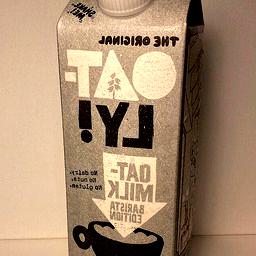 THE ORIGINAL
OAT-
LY!
OAT-
MILK
BARISTA
EDITION
No dairy.
No nuts.
No gluten.